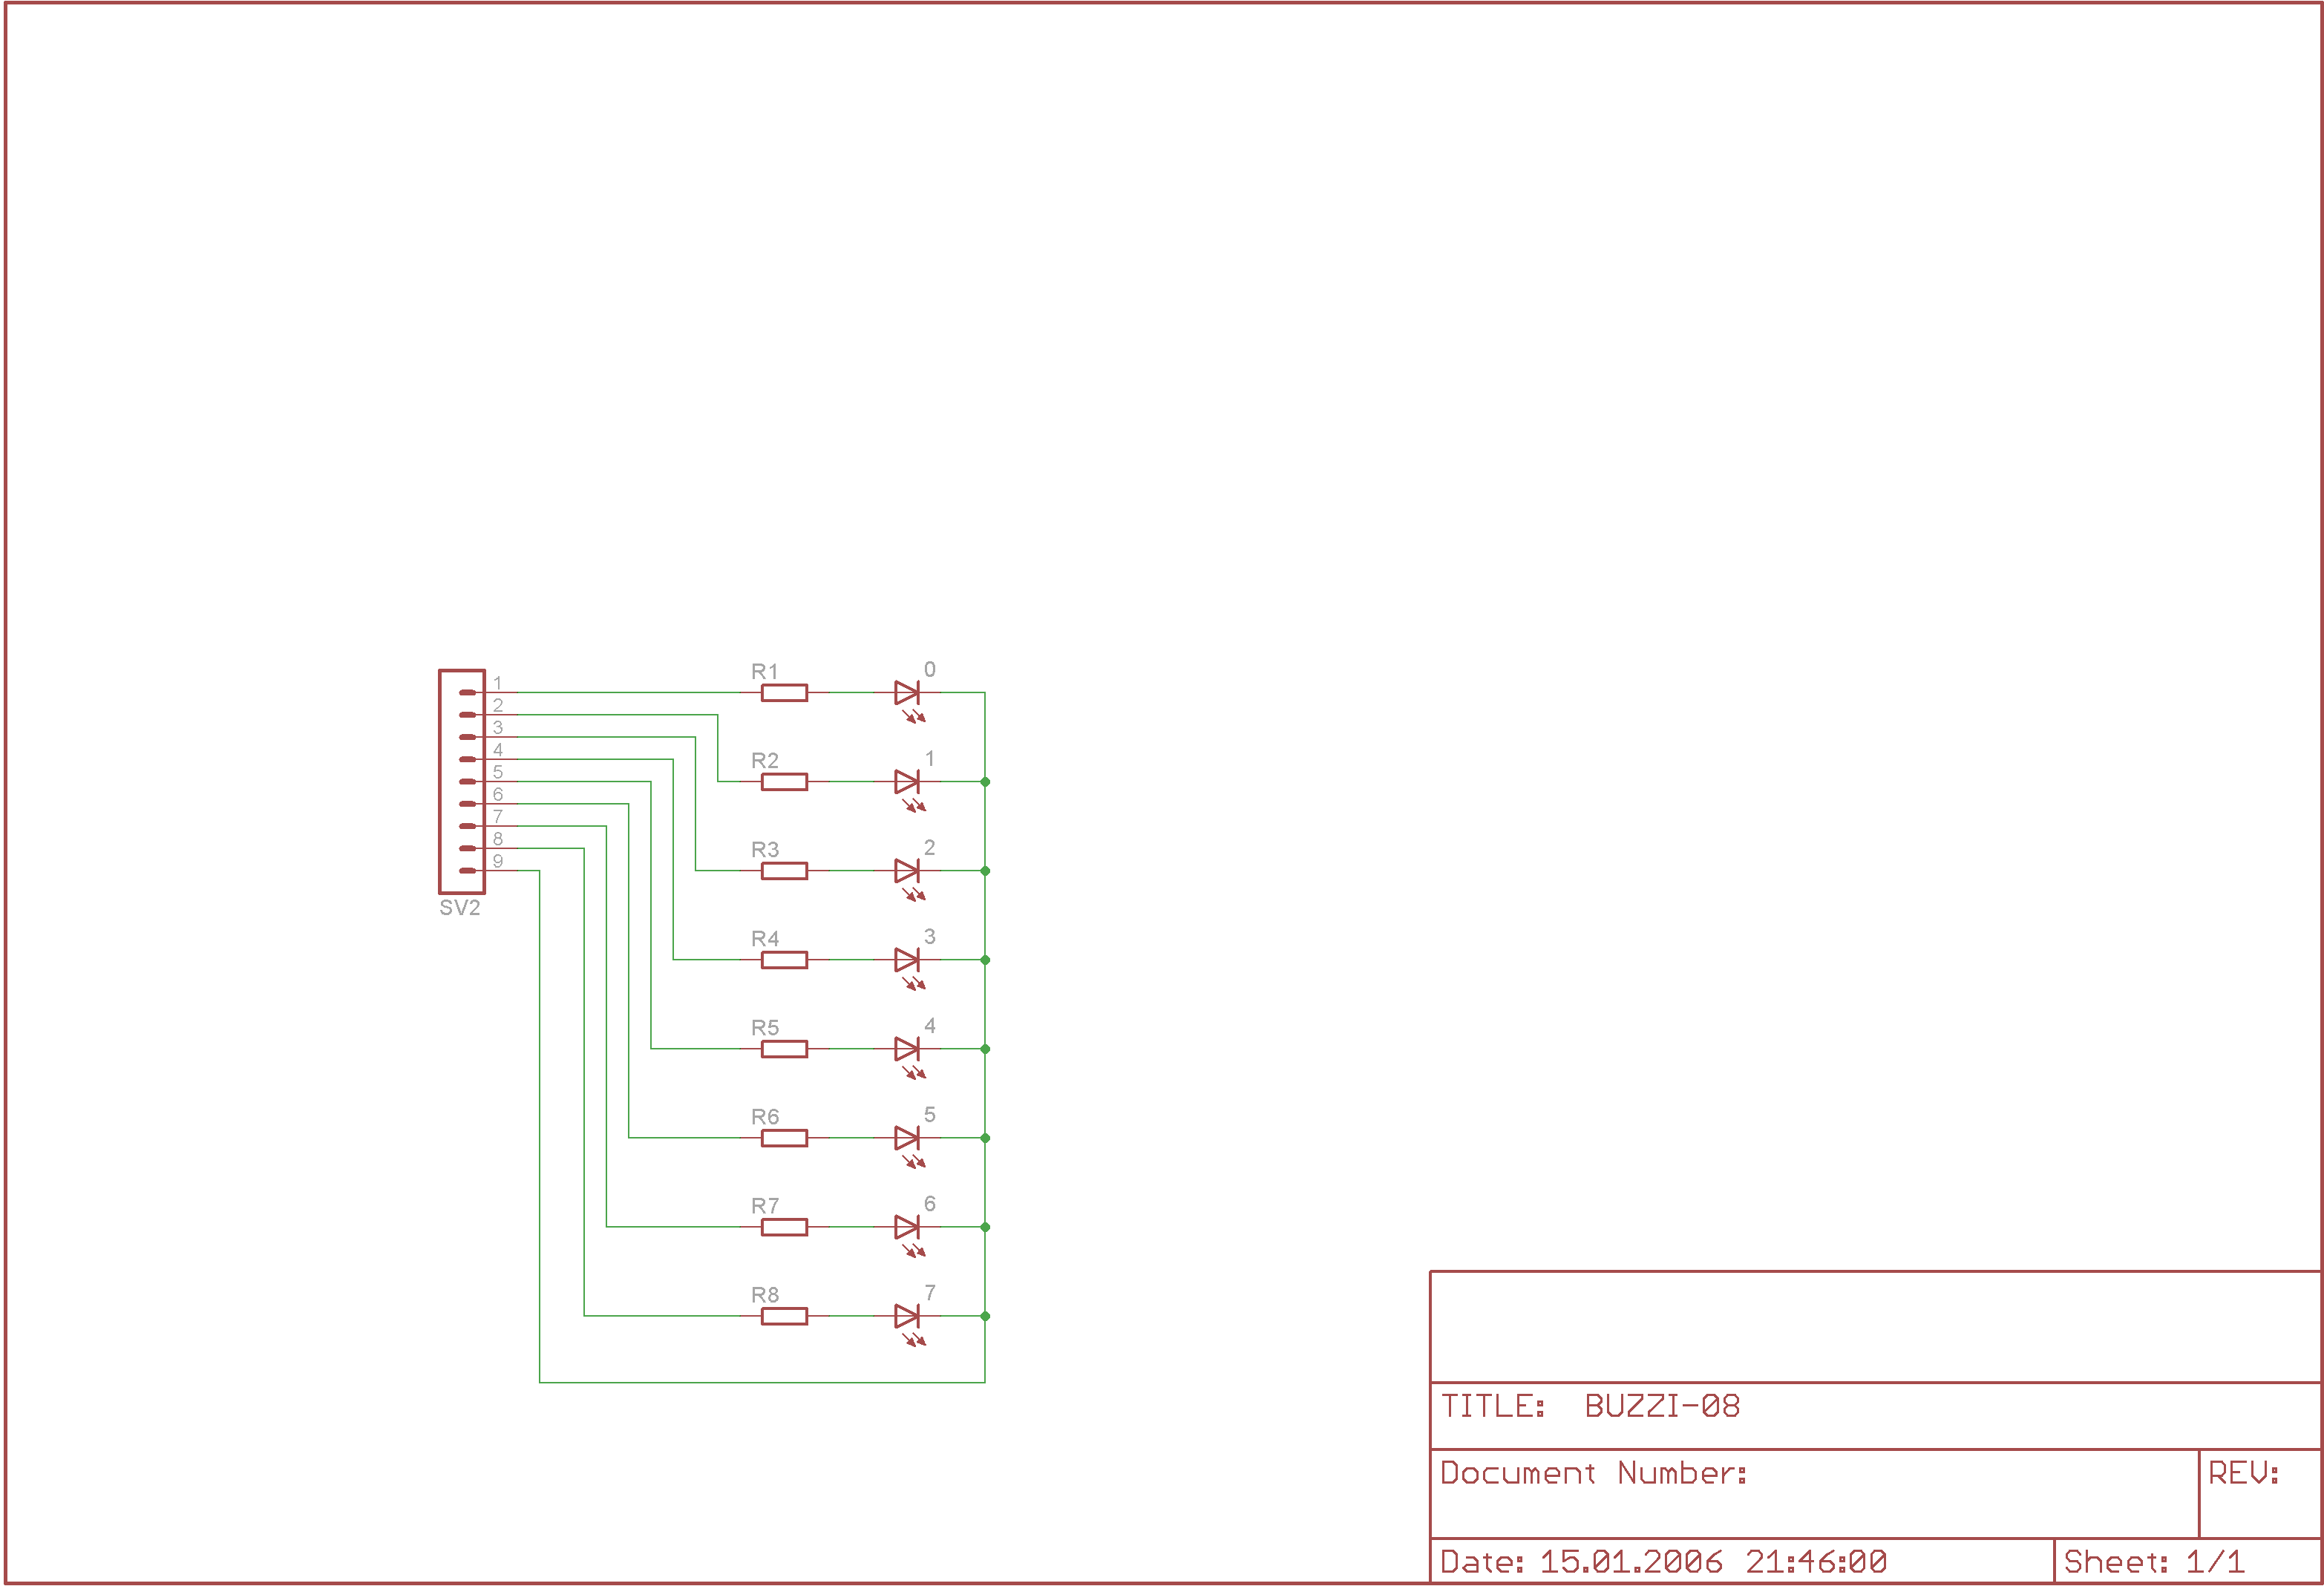 R1
0
1
2
3
4
5
6
7
8
9
SV2
R2
1
R3
2
R4
3
R5
4
R6
5
R7
6
R8
7
TITLE: BUZZI-08
Document Number:
REV:
Date: 15.01.2006 21:46:00
Sheet: 1/1